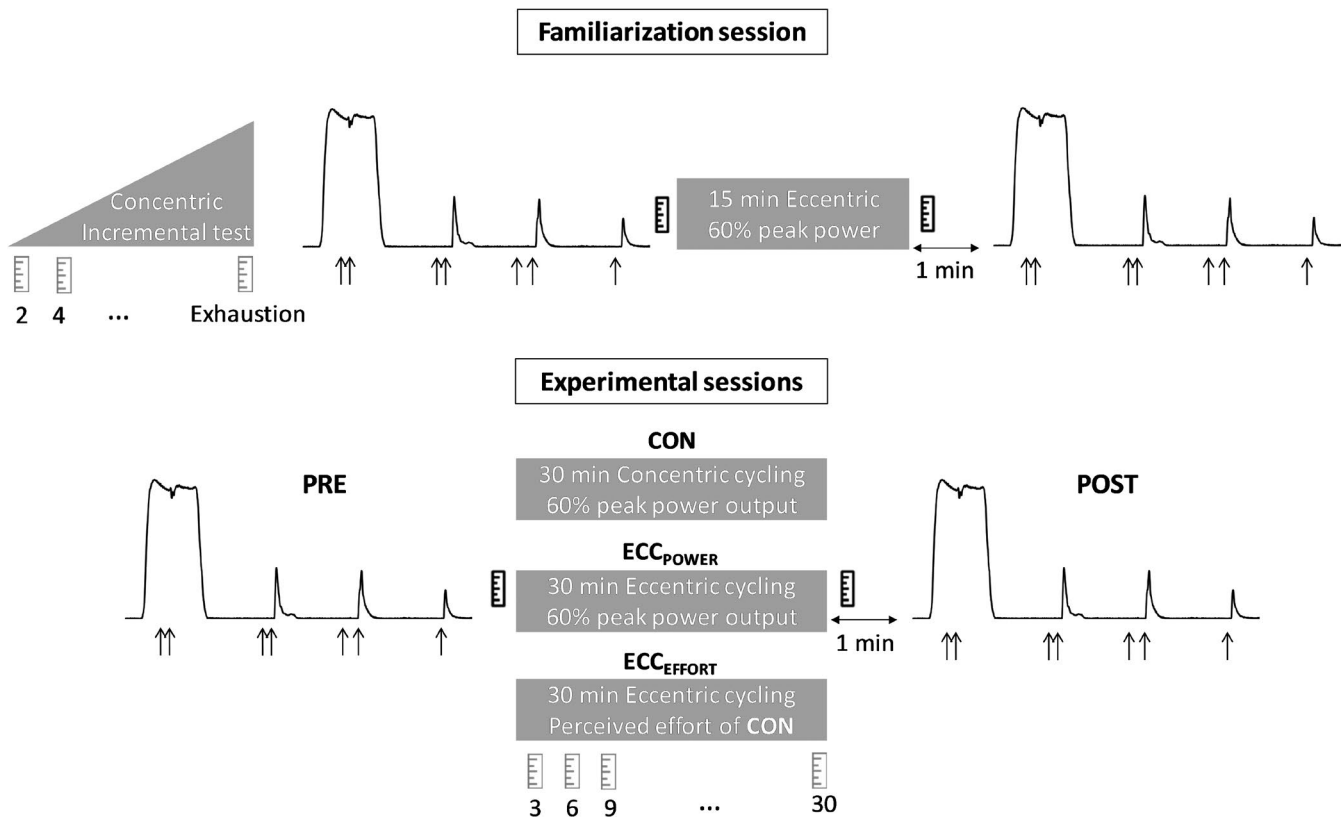 Familiarization session
Concentric
Incremental test
15 min Eccentric
60% peak power
1 min
2 4 ... Exhaustion
Experimental sessions
CON
30 min Concentric cycling
60% peak power output
PRE
POST
ECCPOWER
30 min Eccentric cycling
60% peak power output
1 min
ECCEFFORT
30 min Eccentric cycling
Perceived effort of CON
3 6 9 ... 30